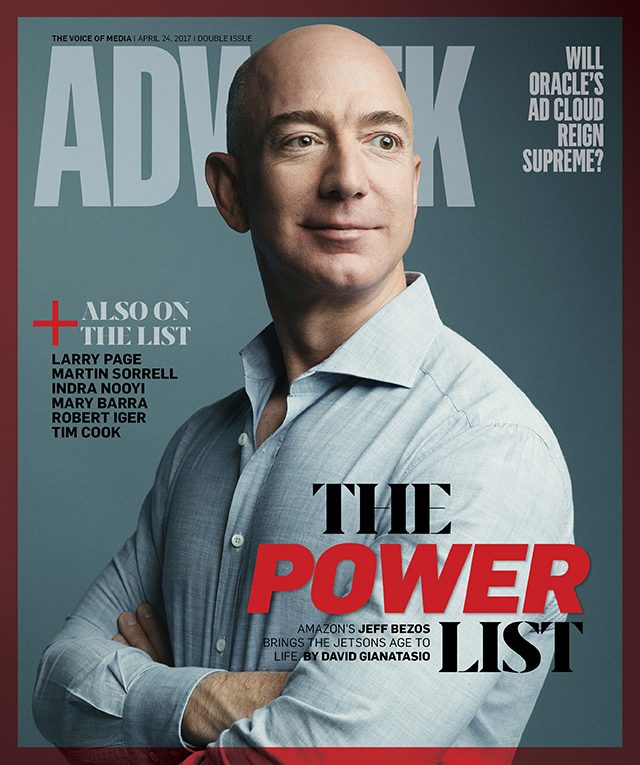 THE VOICE OF MEDIA | APRIL 24, 2017 | DOUBLE ISSUE
ADWEEK
WILL
ORACLE'S
AD CLOUD
REIGN
SUPREME?
+ ALSO ON
THE LIST
LARRY PAGE
MARTIN SORRELL
INDRA NOOYI
MARY BARRA
ROBERT IGER
TIM COOK
THE
POWER
LIST
AMAZON'S JEFF BEZOS
BRINGS THE JETSONS AGE TO
LIFE. BY DAVID GIANATASIO